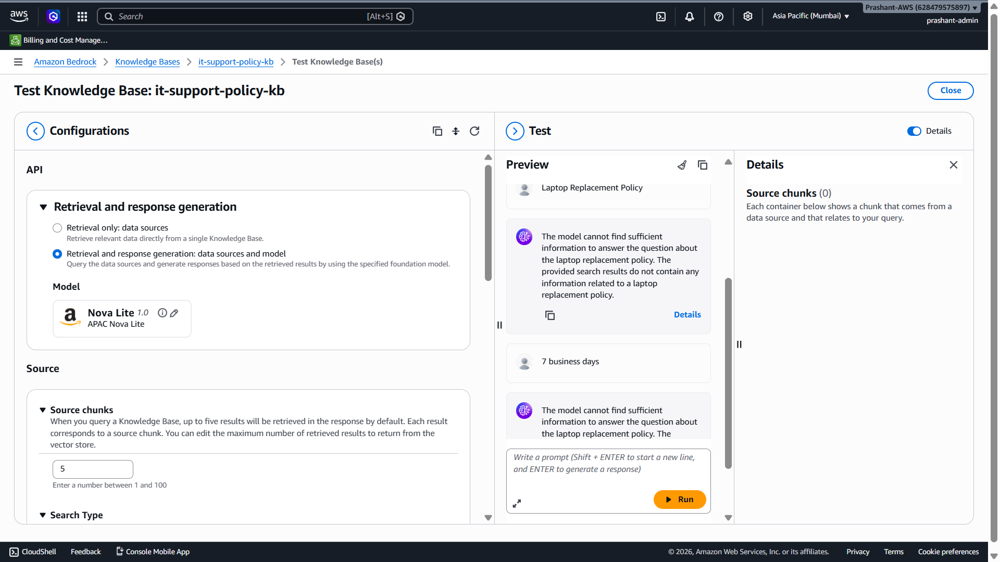 aws
Search
[Alt+S]
Asia Pacific (Mumbai)
Prashant-AWS (628479575897)
prashant-admin
Billing and Cost Manage...
Amazon Bedrock
Knowledge Bases
it-support-policy-kb
Test Knowledge Base(s)
Test Knowledge Base: it-support-policy-kb
Close
Configurations
API
Retrieval and response generation
Retrieval only: data sources
Retrieve relevant data directly from a single Knowledge Base.
Retrieval and response generation: data sources and model
Query the data sources and generate responses based on the retrieved results by using the specified foundation model.
Model
Nova Lite 1.0
APAC Nova Lite
Source
Source chunks
When you query a Knowledge Base, up to five results will be retrieved in the response by default. Each result
corresponds to a source chunk. You can edit the maximum number of retrieved results to return from the
vector store.
5
Enter a number between 1 and 100
Search Type
Test
Details
Preview
Laptop Replacement Policy
The model cannot find sufficient
information to answer the question about
the laptop replacement policy. The
provided search results do not contain any
information related to a laptop
replacement policy.
Details
7 business days
The model cannot find sufficient
information to answer the question about
the laptop replacement policy. The
Write a prompt (Shift + ENTER to start a new line,
and ENTER to generate a response)
Run
Details
Source chunks (0)
Each container below shows a chunk that comes from a
data source and that relates to your query.
CloudShell
Feedback
Console Mobile App
© 2026, Amazon Web Services, Inc. or its affiliates.
Privacy
Terms
Cookie preferences